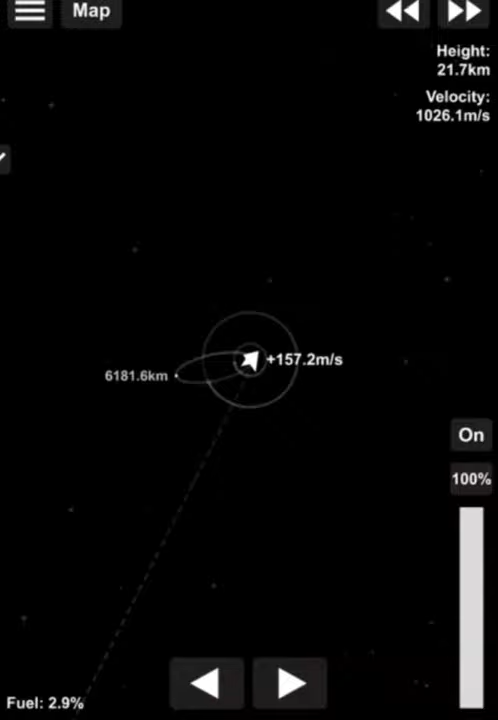 Map
Height:
21.7km
Velocity:
1026.1m/s
+157.2m/s
6181.6km
On
100%
Fuel: 2.9%